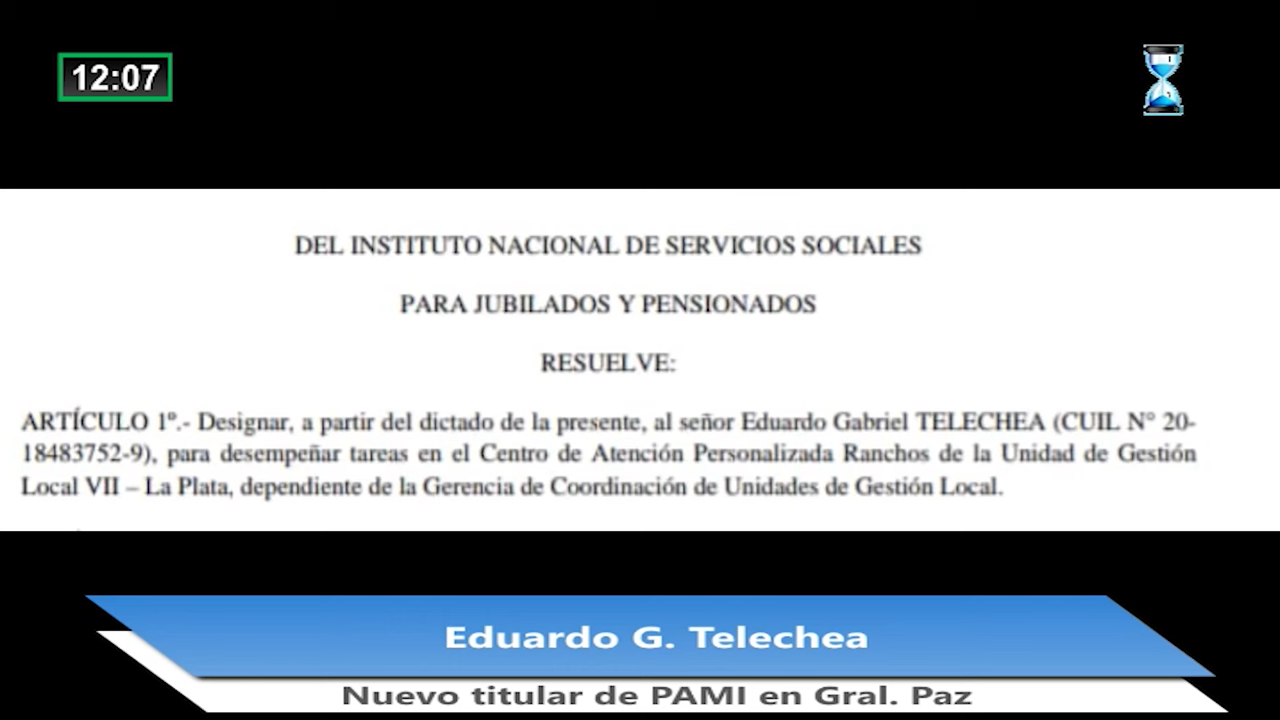 12:07
DEL INSTITUTO NACIONAL DE SERVICIOS SOCIALES
PARA JUBILADOS Y PENSIONADOS
RESUELVE:
ARTÍCULO 1º.- Designar, a partir del dictado de la presente, al señor Eduardo Gabriel TELECHEA (CUIL N° 20-
18483752-9), para desempeñar tareas en el Centro de Atención Personalizada Ranchos de la Unidad de Gestión
Local VII – La Plata, dependiente de la Gerencia de Coordinación de Unidades de Gestión Local.
Eduardo G. Telechea
Nuevo titular de PAMI en Gral. Paz